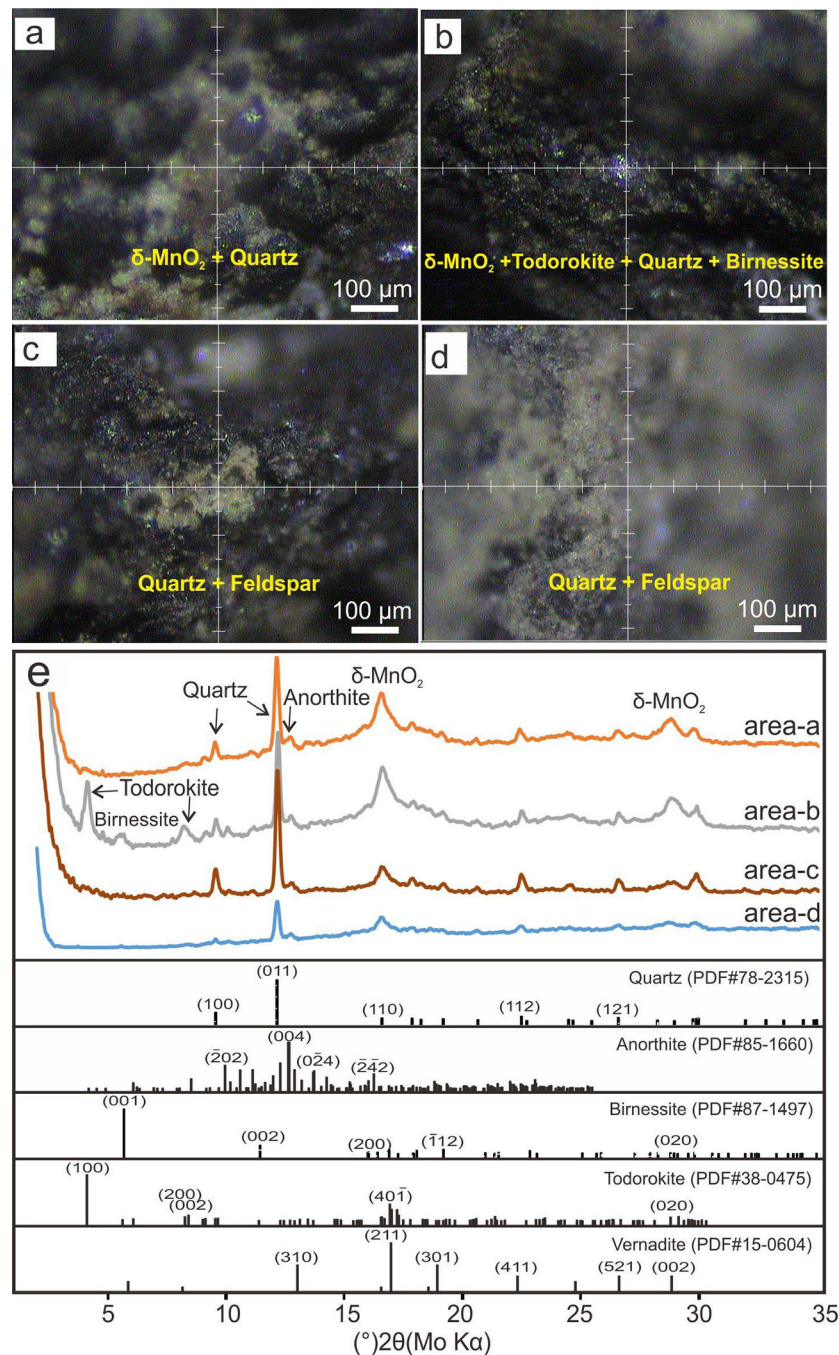 a
δ-MnO₂ + Quartz
100 µm
b
δ-MnO₂ +Todorokite + Quartz + Birnessite
100 µm
c
Quartz + Feldspar
100 µm
d
Quartz + Feldspar
100 µm
e
Quartz
Anorthite
δ-MnO₂
δ-MnO₂
area-a
Todorokite
Birnessite
area-b
area-c
area-d
(011)
(100)
(110)
(112)
(121)
Quartz (PDF#78-2315)
(004)
(2̄02)
(02̄4)
(2̄4̄2)
Anorthite (PDF#85-1660)
(001)
(002)
(200)
(1̄12)
(020)
Birnessite (PDF#87-1497)
(100)
(200)
(002)
(401̄)
(020)
Todorokite (PDF#38-0475)
(211)
(310)
(301)
(411)
(521)
(002)
Vernadite (PDF#15-0604)
5 10 15 20 25 30 35
(°)2θ(Mo Kα)